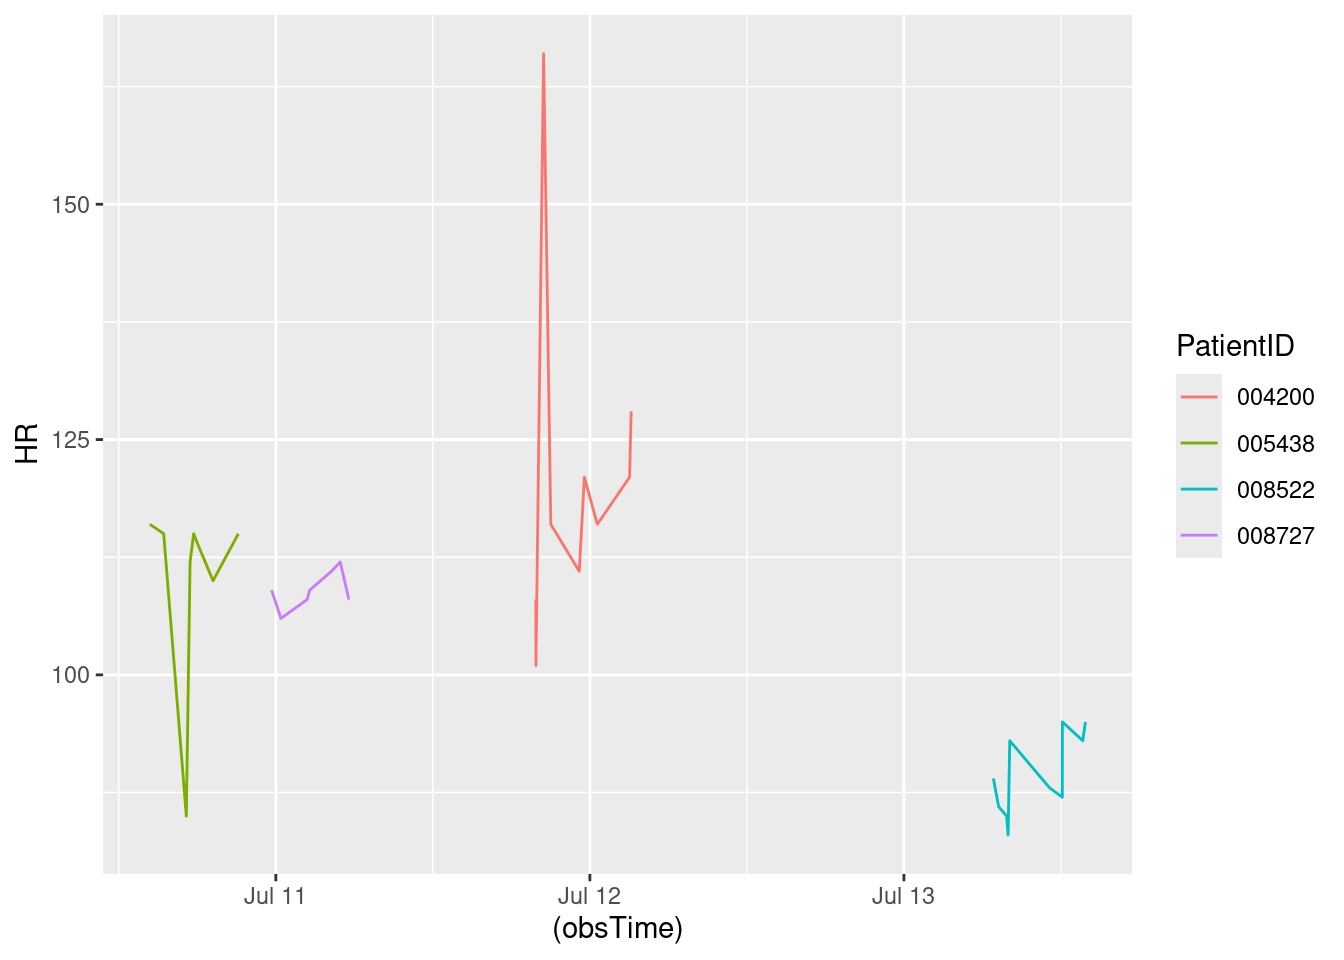 HR
150
125
100
Jul 11
Jul 12
Jul 13
(obsTime)
PatientID
004200
005438
008522
008727